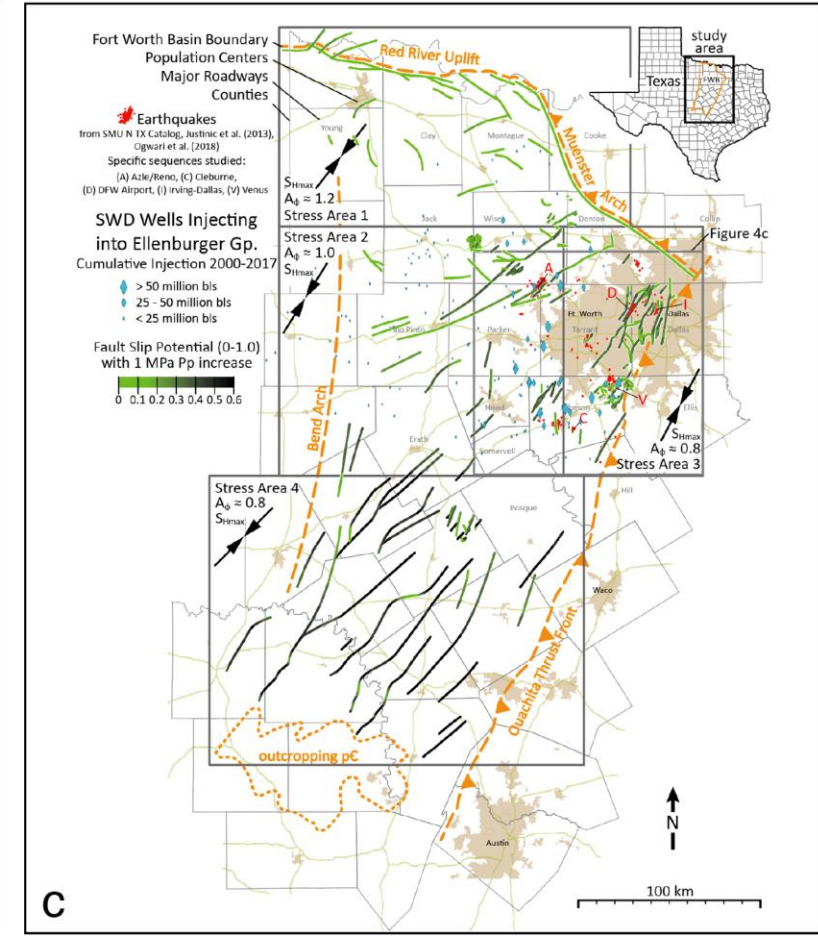 Fort Worth Basin Boundary
Population Centers
Major Roadways
Counties
Earthquakes
from SMU N TX Catalog, Justinic et al. (2013),
Ogwari et al. (2018)
Specific sequences studied:
(A) Azle/Reno, (C) Cleburne,
(D) DFW Airport, (I) Irving-Dallas, (V) Venus
SWD Wells Injecting
into Ellenburger Gp.
Cumulative Injection 2000-2017
> 50 million bls
25 - 50 million bls
< 25 million bls
Fault Slip Potential (0-1.0)
with 1 MPa Pp increase
0 0.1 0.2 0.3 0.4 0.5 0.6
Red River Uplift
study
area
Texas
FWB
Young
Clay
Montague
Cooke
Muenster Arch
SHmax
Aϕ ≈ 1.2
Stress Area 1
Jack
Wise
Denton
Collin
Figure 4c
Stress Area 2
Aϕ ≈ 1.0
SHmax
A
D
I
Ft. Worth
Dallas
Palo Pinto
Parker
Tarrant
Dallas
Bend Arch
Hood
Johnson
V
C
Ellis
SHmax
Aϕ ≈ 0.8
Stress Area 3
Erath
Somervell
Stress Area 4
Aϕ ≈ 0.8
SHmax
Bosque
Hill
Waco
Ouachita Thrust Front
outcropping pЄ
Austin
N
100 km
C